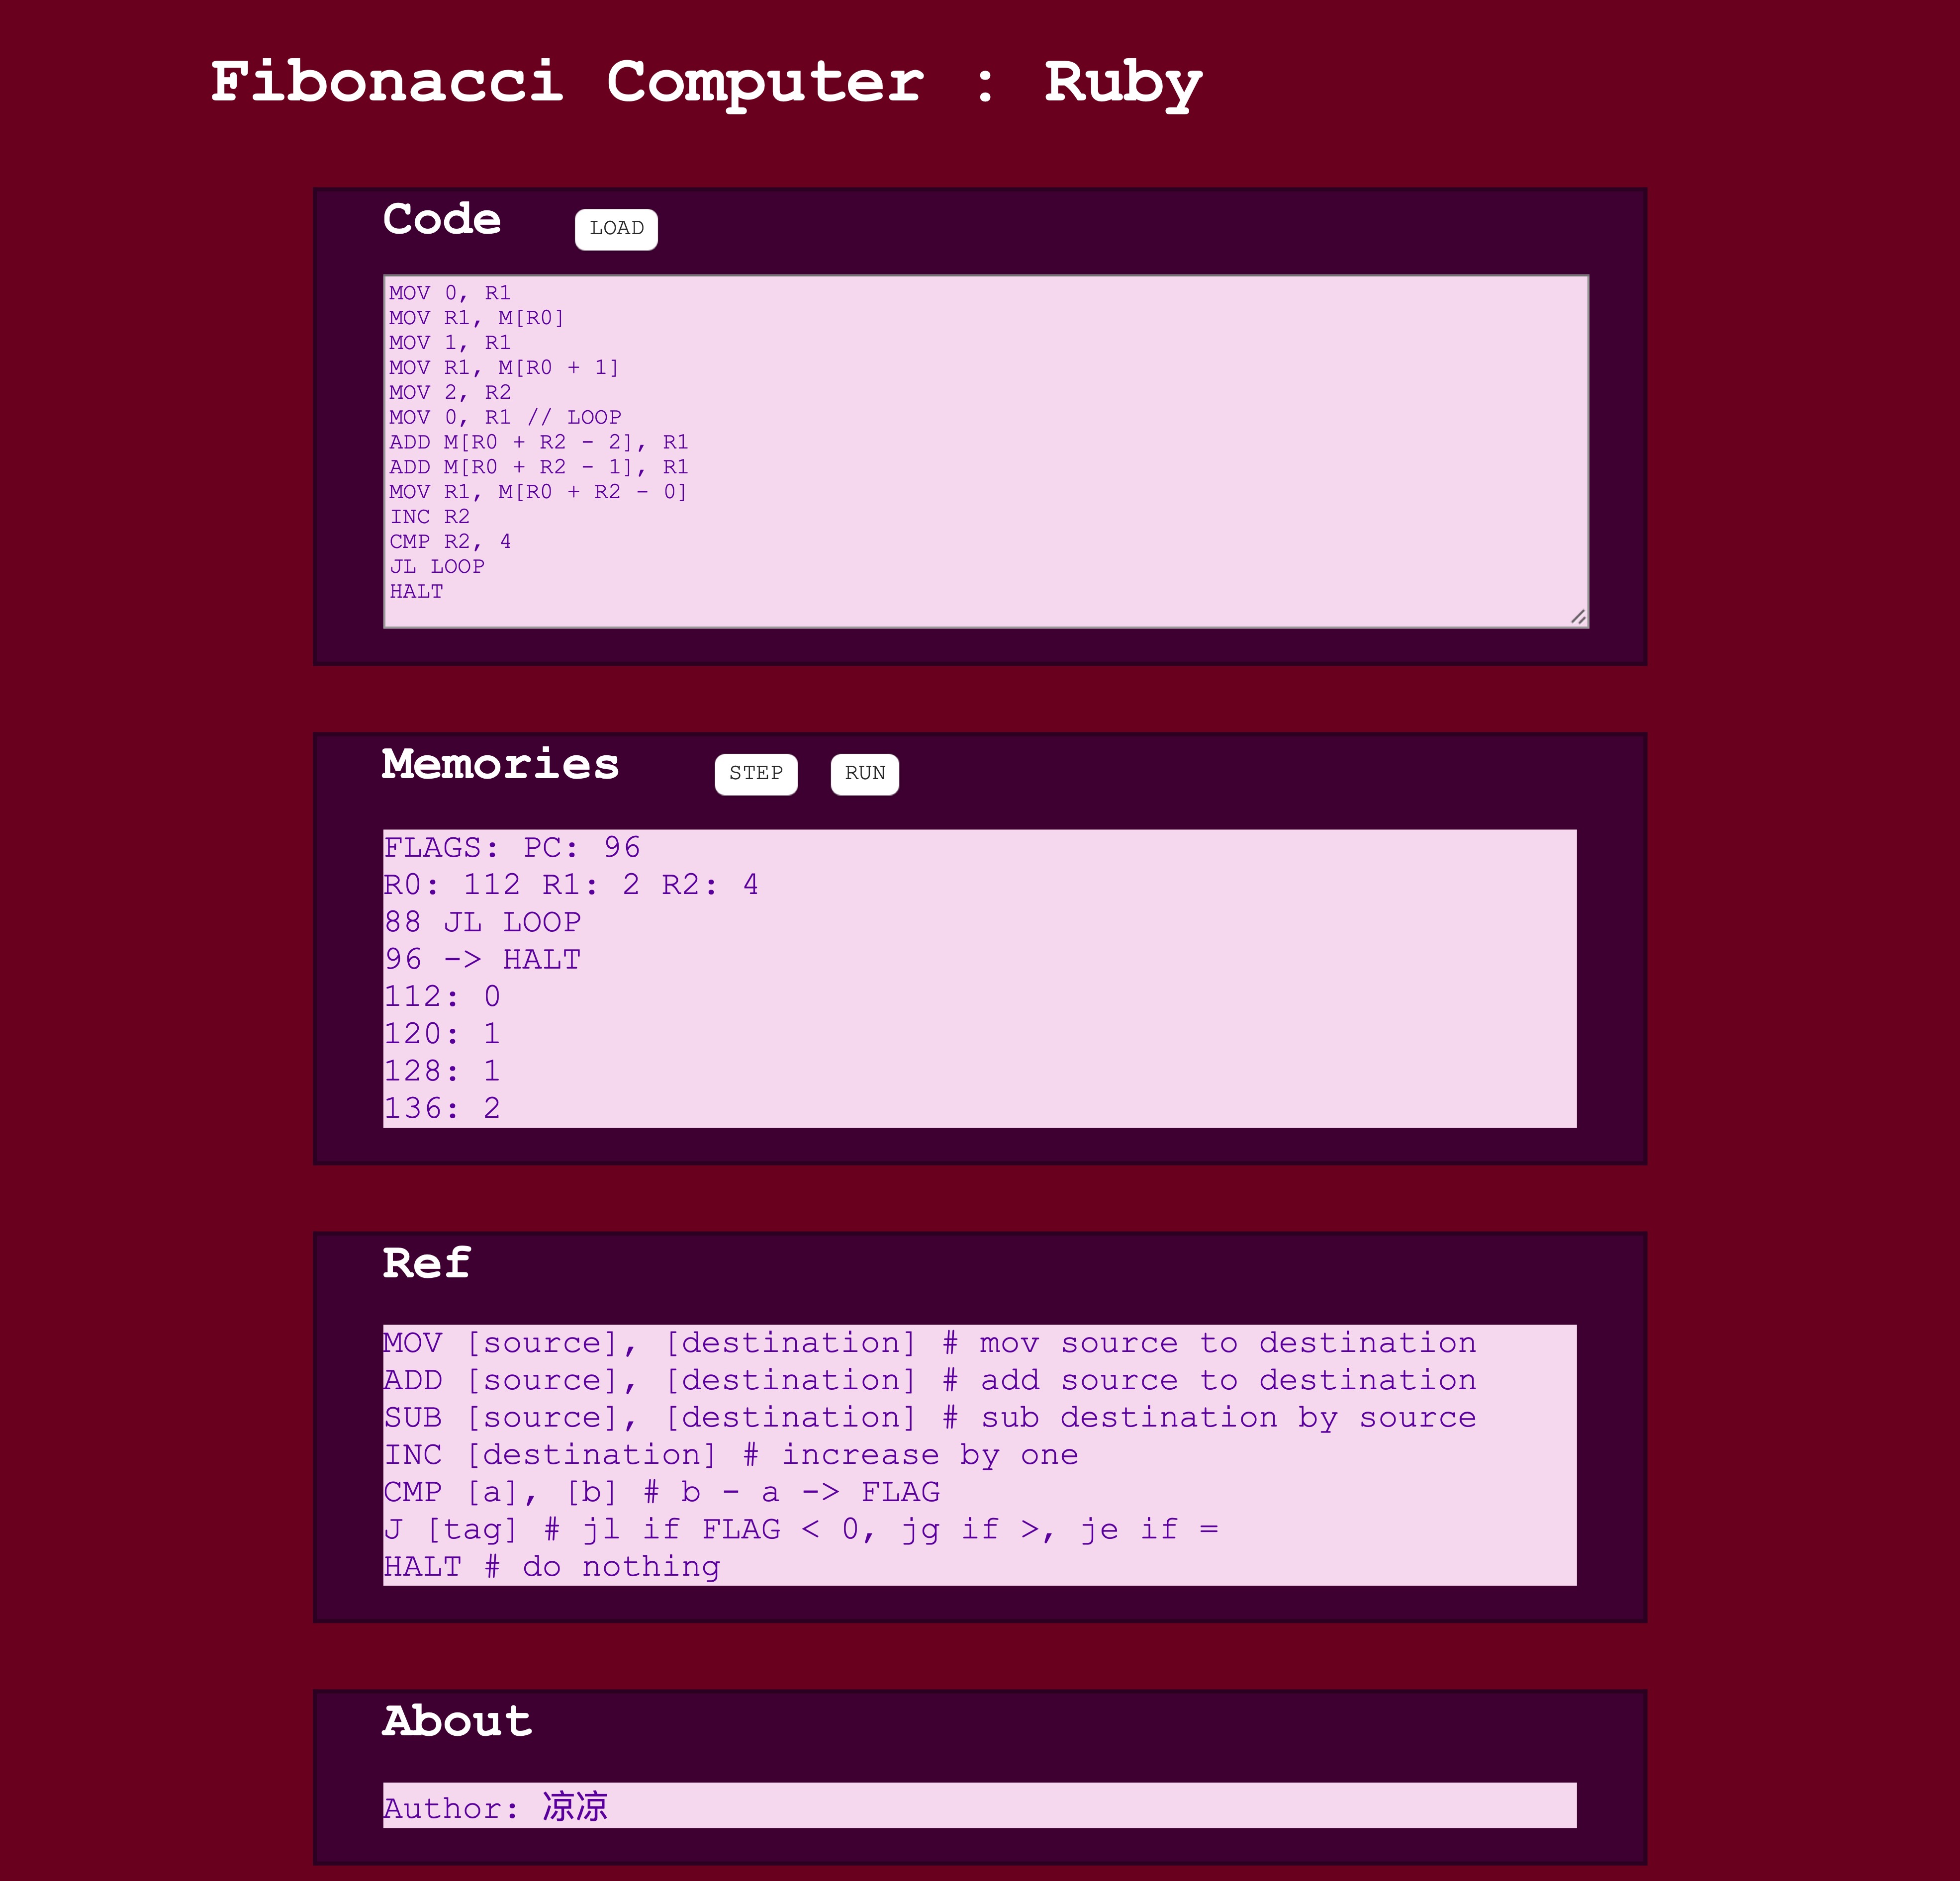 Fibonacci Computer : Ruby
Code
LOAD
MOV 0, R1
MOV R1, M[R0]
MOV 1, R1
MOV R1, M[R0 + 1]
MOV 2, R2
MOV 0, R1 // LOOP
ADD M[R0 + R2 - 2], R1
ADD M[R0 + R2 - 1], R1
MOV R1, M[R0 + R2 - 0]
INC R2
CMP R2, 4
JL LOOP
HALT
Memories
STEP
RUN
FLAGS: PC: 96
R0: 112 R1: 2 R2: 4
88 JL LOOP
96 -> HALT
112: 0
120: 1
128: 1
136: 2
Ref
MOV [source], [destination] # mov source to destination
ADD [source], [destination] # add source to destination
SUB [source], [destination] # sub destination by source
INC [destination] # increase by one
CMP [a], [b] # b - a -> FLAG
J [tag] # jl if FLAG < 0, jg if >, je if =
HALT # do nothing
About
Author: 凉凉